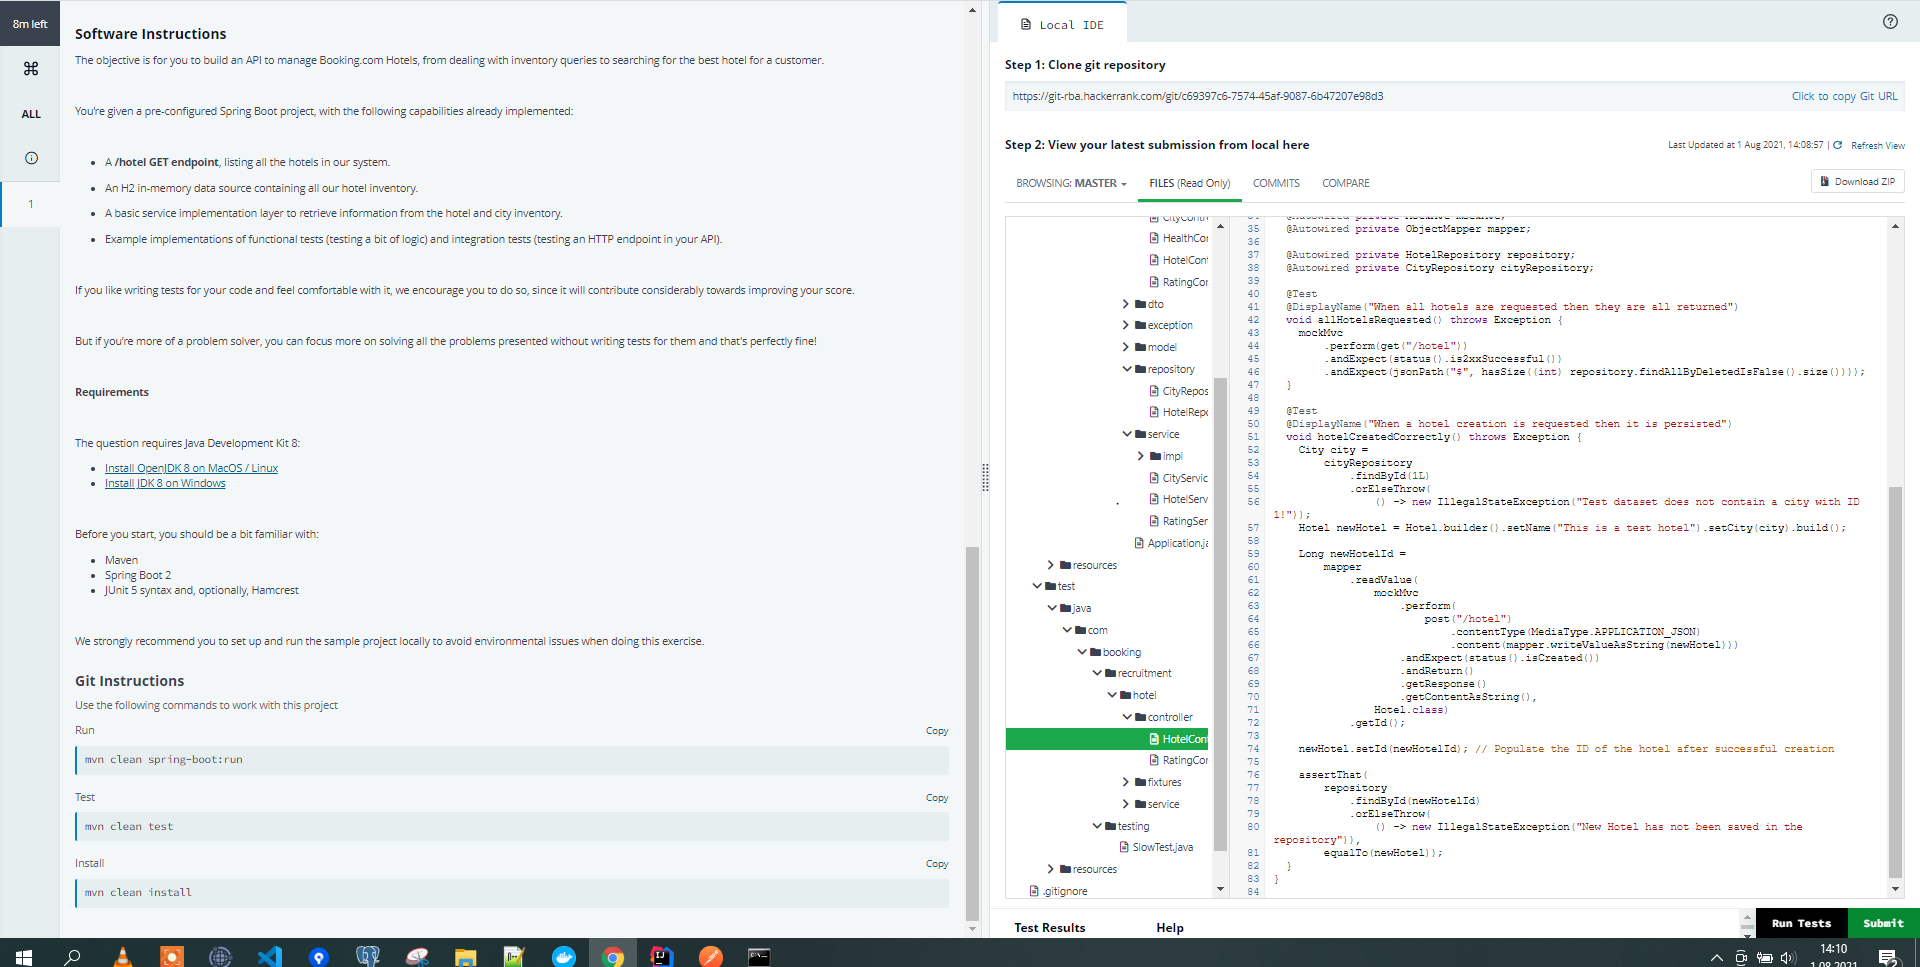 8m left
ALL
1
Software Instructions
The objective is for you to build an API to manage Booking.com Hotels, from dealing with inventory queries to searching for the best hotel for a customer.
You're given a pre-configured Spring Boot project, with the following capabilities already implemented:
A /hotel GET endpoint, listing all the hotels in our system.
An H2 in-memory data source containing all our hotel inventory.
A basic service implementation layer to retrieve information from the hotel and city inventory.
Example implementations of functional tests (testing a bit of logic) and integration tests (testing an HTTP endpoint in your API).
If you like writing tests for your code and feel comfortable with it, we encourage you to do so, since it will contribute considerably towards improving your score.
But if you're more of a problem solver, you can focus more on solving all the problems presented without writing tests for them and that's perfectly fine!
Requirements
The question requires Java Development Kit 8:
Install OpenJDK 8 on MacOS / Linux
Install JDK 8 on Windows
Before you start, you should be a bit familiar with:
Maven
Spring Boot 2
JUnit 5 syntax and, optionally, Hamcrest
We strongly recommend you to set up and run the sample project locally to avoid environmental issues when doing this exercise.
Git Instructions
Use the following commands to work with this project
Run Copy
mvn clean spring-boot:run
Test Copy
mvn clean test
Install Copy
mvn clean install
Local IDE
Step 1: Clone git repository
https://git-rba.hackerrank.com/git/c69397c6-7574-45af-9087-6b47207e98d3 Click to copy Git URL
Step 2: View your latest submission from local here
Last Updated at 1 Aug 2021, 14:08:57 | Refresh View
BROWSING: MASTER FILES (Read Only) COMMITS COMPARE Download ZIP
CityContr
HealthCor
HotelCont
RatingCor
dto
exception
model
repository
CityRepos
HotelRepo
service
impl
CityServic
HotelServ
RatingSer
Application.ja
resources
test
java
com
booking
recruitment
hotel
controller
HotelCont
RatingCor
fixtures
service
testing
SlowTest.java
resources
.gitignore
34 @Autowired private MockMvc mockMvc;
35 @Autowired private ObjectMapper mapper;
36
37 @Autowired private HotelRepository repository;
38 @Autowired private CityRepository cityRepository;
39
40 @Test
41 @DisplayName("When all hotels are requested then they are all returned")
42 void allHotelsRequested() throws Exception {
43 mockMvc
44 .perform(get("/hotel"))
45 .andExpect(status().is2xxSuccessful())
46 .andExpect(jsonPath("$", hasSize((int) repository.findAllByDeletedIsFalse().size())));
47 }
48
49 @Test
50 @DisplayName("When a hotel creation is requested then it is persisted")
51 void hotelCreatedCorrectly() throws Exception {
52 City city =
53 cityRepository
54 .findById(1L)
55 .orElseThrow(
56 () -> new IllegalStateException("Test dataset does not contain a city with ID
1!"));
57 Hotel newHotel = Hotel.builder().setName("This is a test hotel").setCity(city).build();
58
59 Long newHotelId =
60 mapper
61 .readValue(
62 mockMvc
63 .perform(
64 post("/hotel")
65 .contentType(MediaType.APPLICATION_JSON)
66 .content(mapper.writeValueAsString(newHotel)))
67 .andExpect(status().isCreated())
68 .andReturn()
69 .getResponse()
70 .getContentAsString(),
71 Hotel.class)
72 .getId();
73
74 newHotel.setId(newHotelId); // Populate the ID of the hotel after successful creation
75
76 assertThat(
77 repository
78 .findById(newHotelId)
79 .orElseThrow(
80 () -> new IllegalStateException("New Hotel has not been saved in the
repository")),
81 equalTo(newHotel));
82 }
83 }
84
Test Results Help Run Tests Submit
14:10
1.08.2021
2